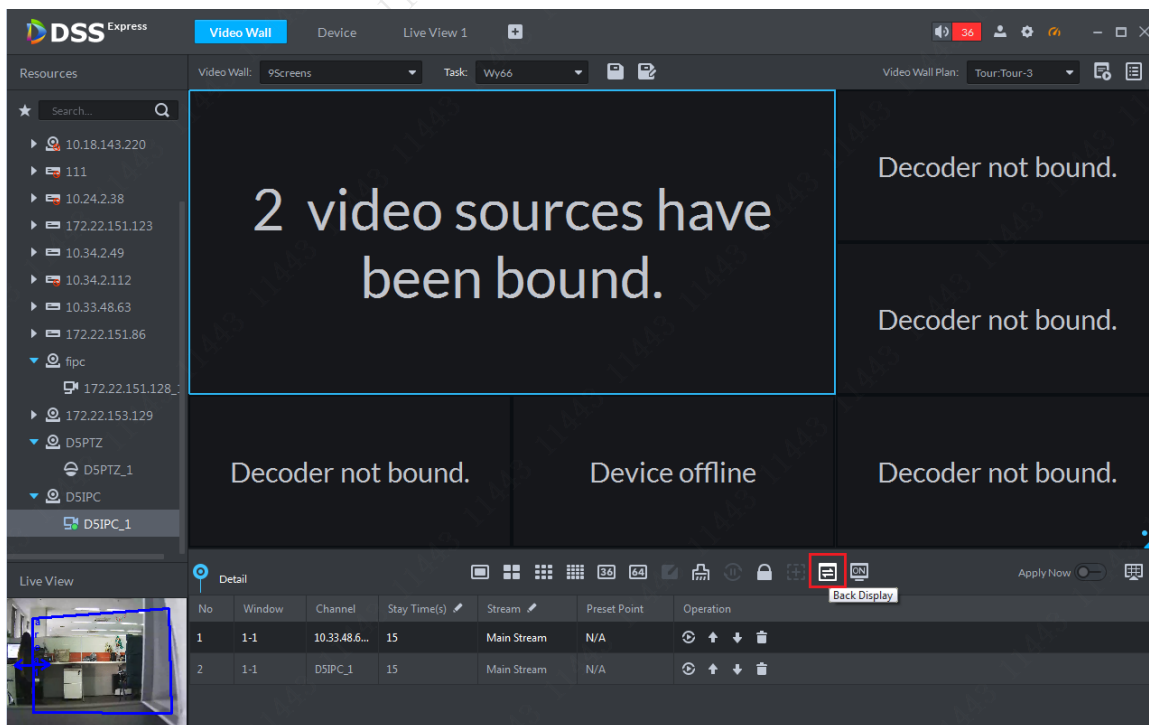 DSS Express
Video Wall
Device
Live View 1
36
Resources
Video Wall: 9Screens
Task: Wy66
Video Wall Plan: Tour:Tour-3
Search...
10.18.143.220
111
10.24.2.38
172.22.151.123
10.34.2.49
10.34.2.112
10.33.48.63
172.22.151.86
fipc
172.22.151.128_
172.22.153.129
D5PTZ
D5PTZ_1
D5IPC
D5IPC_1
2 video sources have
been bound.
Decoder not bound.
Decoder not bound.
Decoder not bound.
Device offline
Decoder not bound.
Live View
Detail
36
64
ON
Apply Now
Back Display
No Window Channel Stay Time(s) Stream Preset Point Operation
1 1-1 10.33.48.6... 15 Main Stream N/A
2 1-1 D5IPC_1 15 Main Stream N/A
11443 11443